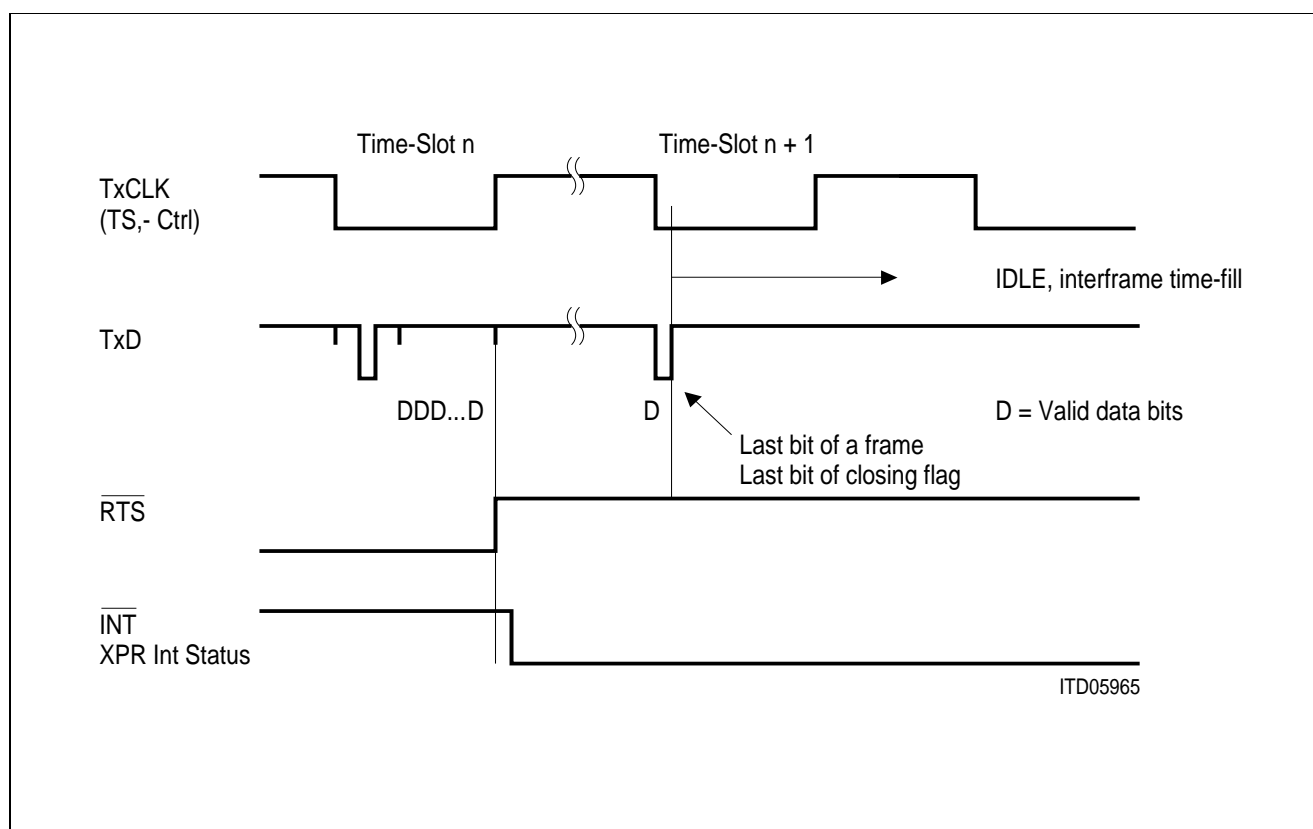 Time-Slot n
Time-Slot n + 1
TxCLK
(TS,- Ctrl)
IDLE, interframe time-fill
TxD
DDD...D
D
D = Valid data bits
Last bit of a frame
Last bit of closing flag
RTS
INT
XPR Int Status
ITD05965